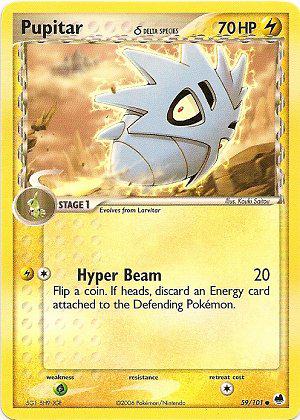 Pupitar δ DELTA SPECIES 70 HP
Illus. Kouki Saitou
STAGE 1
Evolves from Larvitar
Hyper Beam 20
Flip a coin. If heads, discard an Energy card
attached to the Defending Pokémon.
weakness resistance retreat cost
©2006 Pokémon/Nintendo 59/101 ●